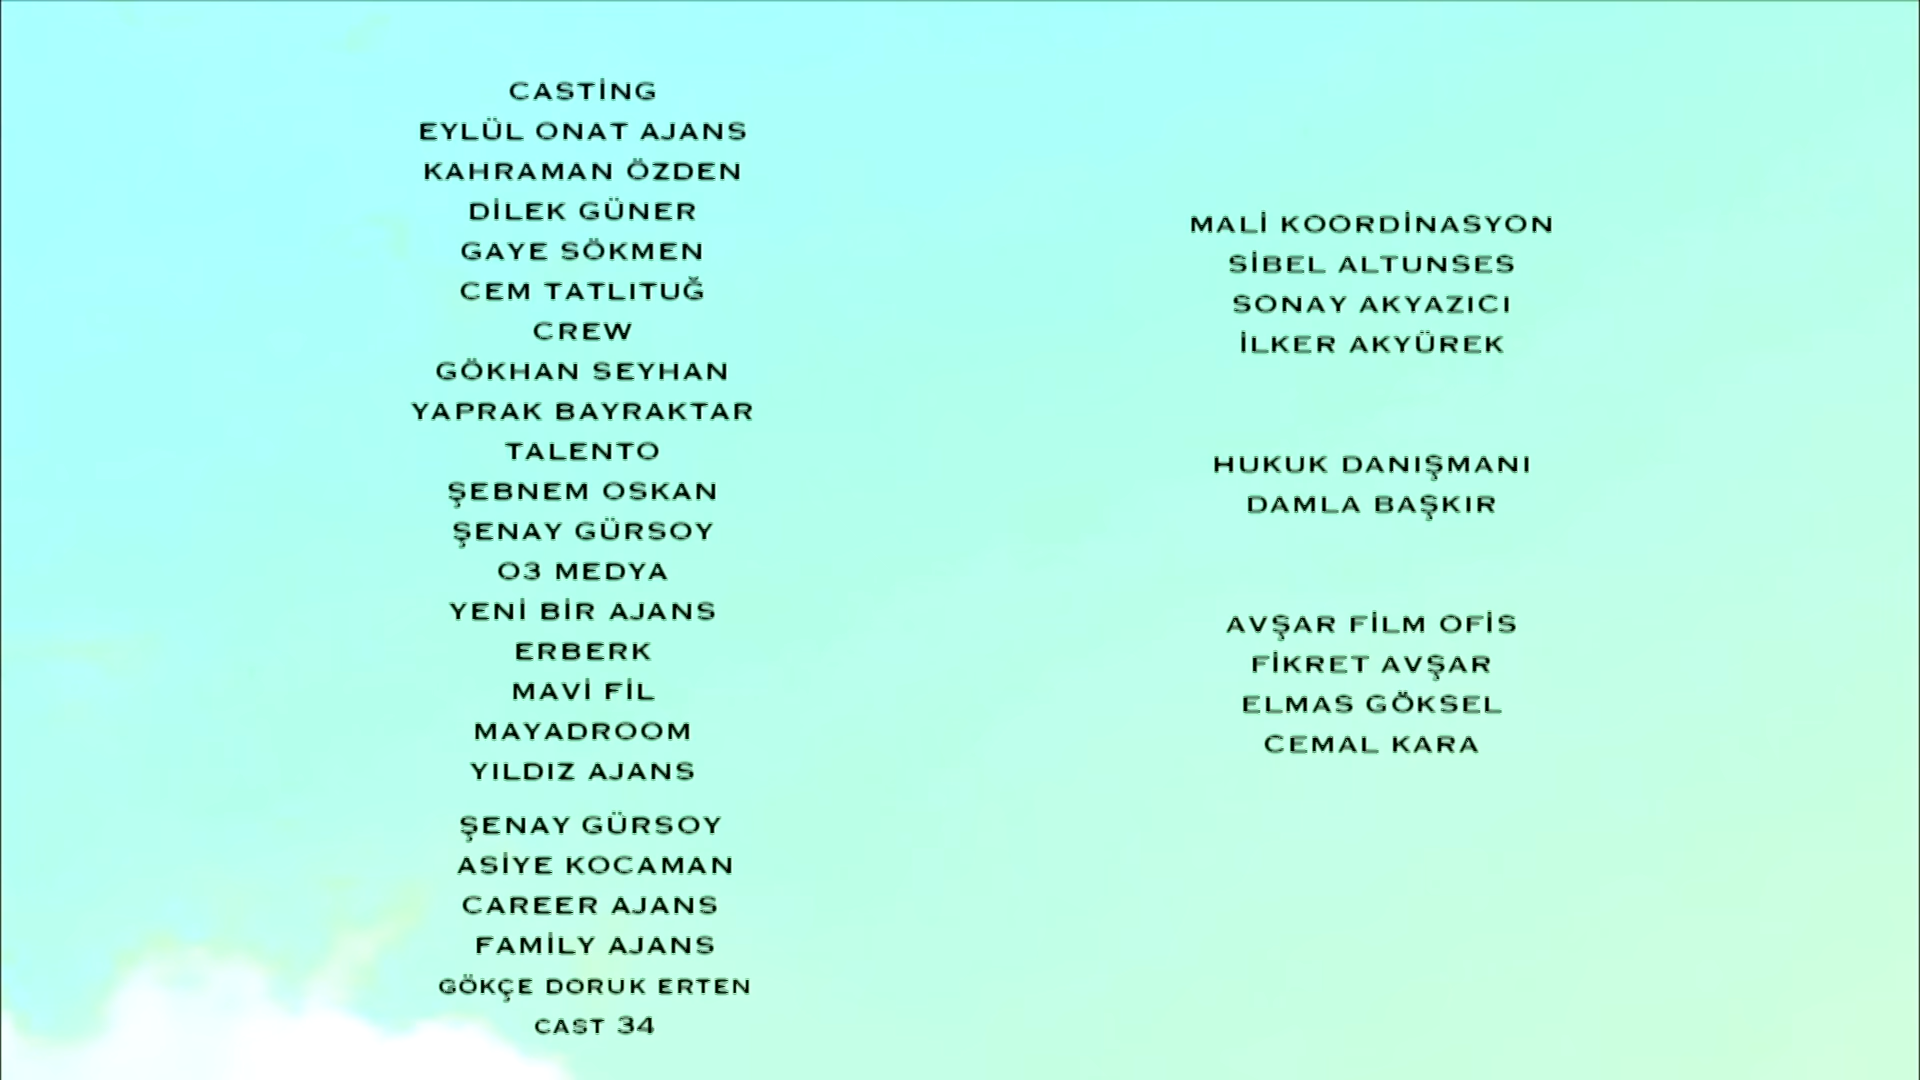 CASTİNG
EYLÜL ONAT AJANS
KAHRAMAN ÖZDEN
DİLEK GÜNER
GAYE SÖKMEN
CEM TATLITUĞ
CREW
GÖKHAN SEYHAN
YAPRAK BAYRAKTAR
TALENTO
ŞEBNEM OSKAN
ŞENAY GÜRSOY
O3 MEDYA
YENİ BİR AJANS
ERBERK
MAVİ FİL
MAYADROOM
YILDIZ AJANS
ŞENAY GÜRSOY
ASİYE KOCAMAN
CAREER AJANS
FAMİLY AJANS
GÖKÇE DORUK ERTEN
CAST 34
MALİ KOORDİNASYON
SİBEL ALTUNSES
SONAY AKYAZICI
İLKER AKYÜREK
HUKUK DANIŞMANI
DAMLA BAŞKIR
AVŞAR FİLM OFİS
FİKRET AVŞAR
ELMAS GÖKSEL
CEMAL KARA